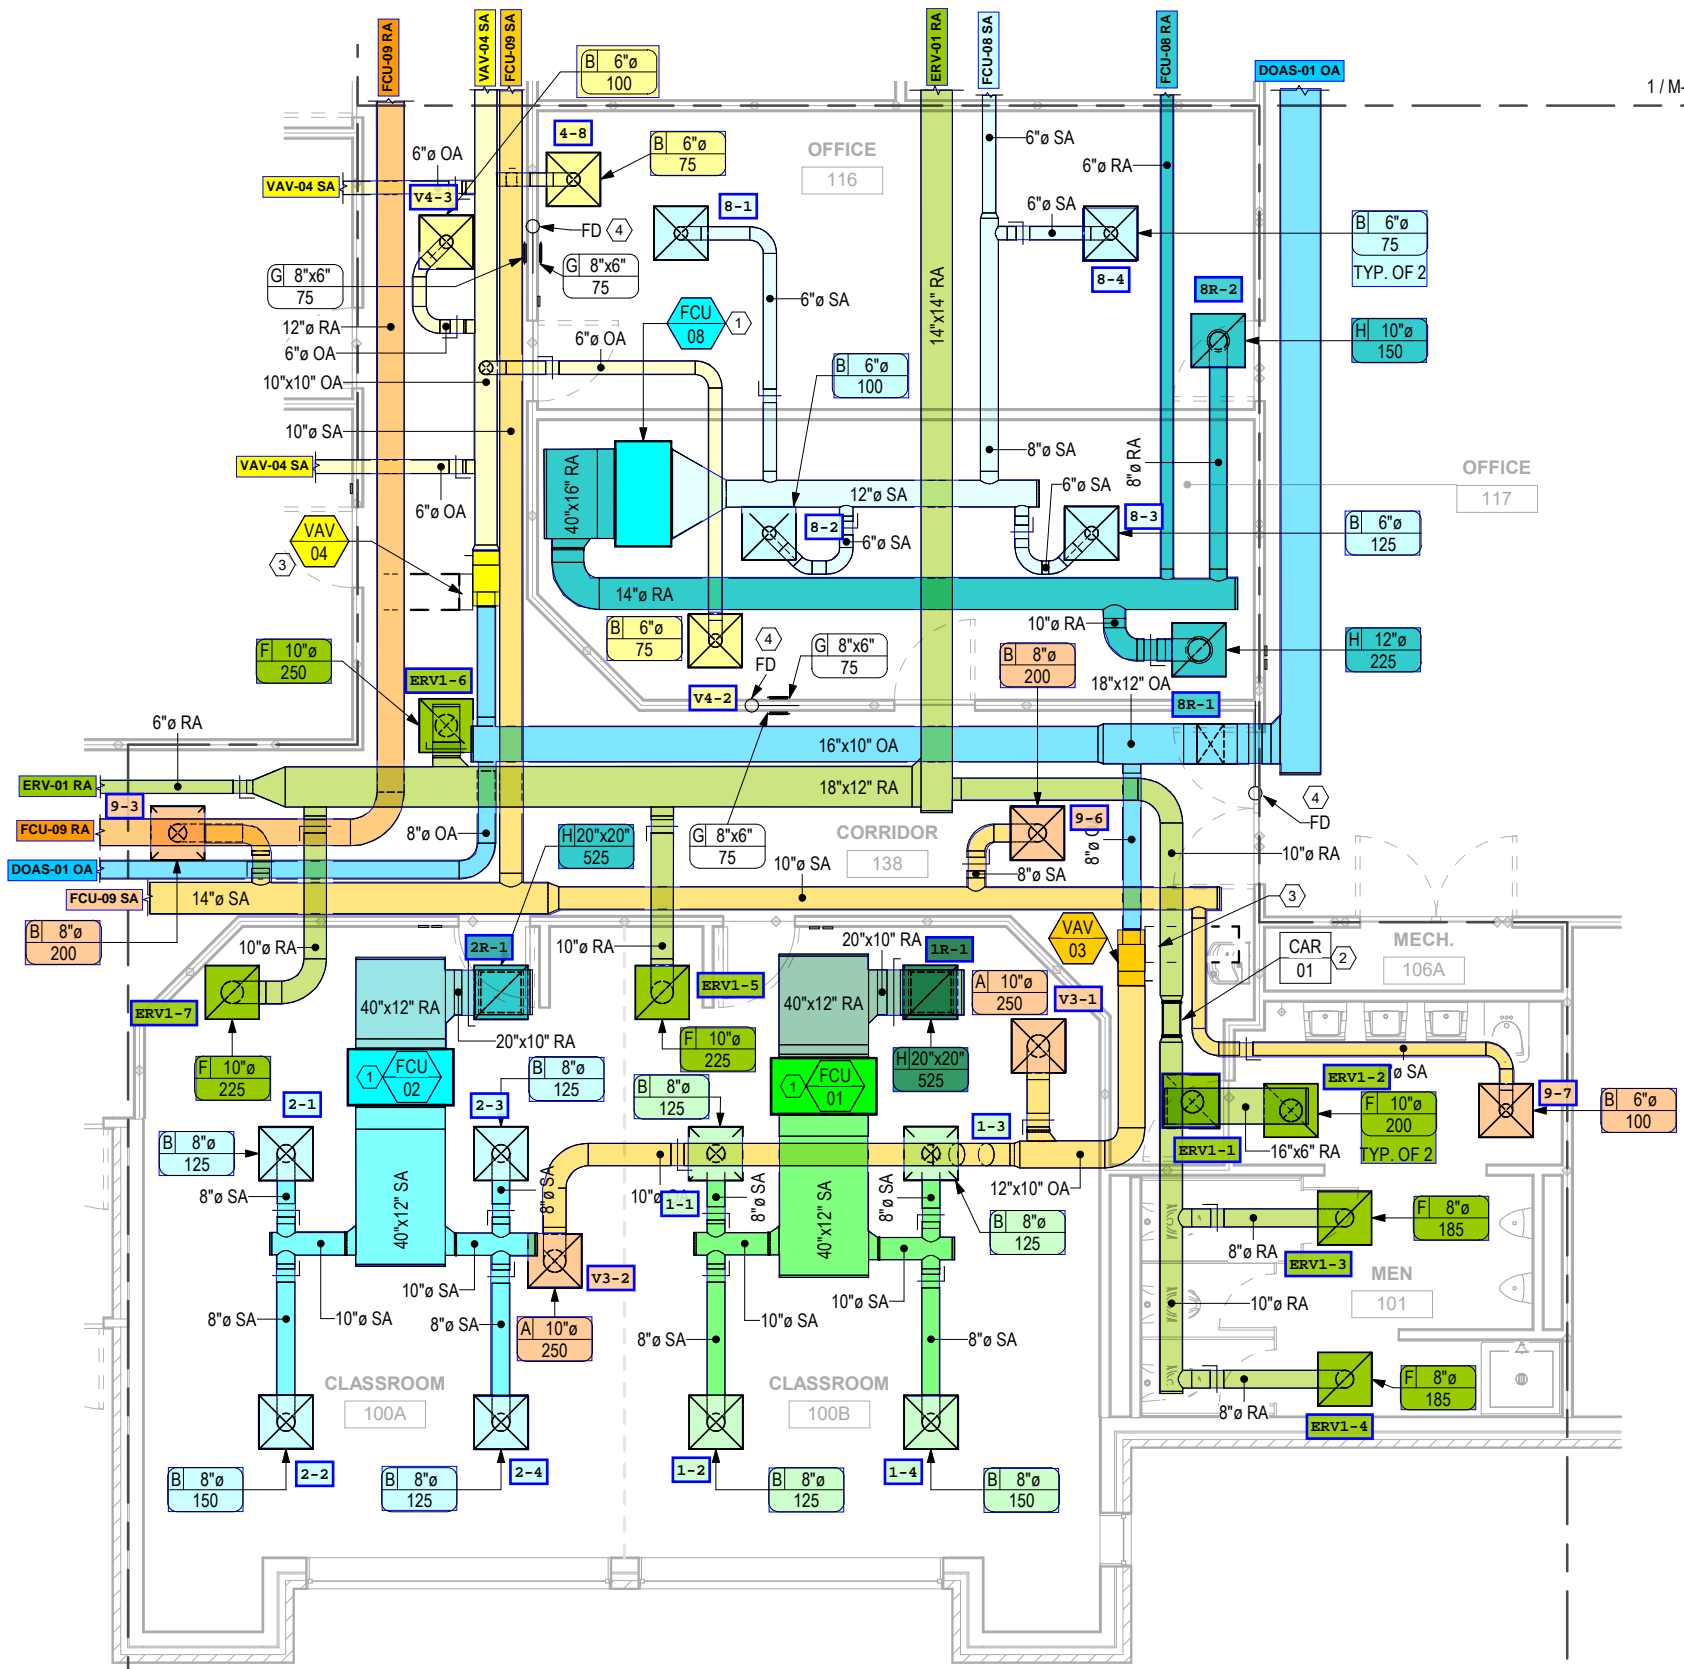 FCU-09 RA
VAV-04 SA
FCU-09 SA
ERV-01 RA
FCU-08 SA
FCU-08 RA
DOAS-01 OA
1 / M-
B 6"ø
100
4-8
B 6"ø
75
6"ø OA
VAV-04 SA
V4-3
8-1
FD 4
G 8"x6"
75
G 8"x6"
75
OFFICE
116
6"ø SA
6"ø RA
6"ø SA
8-4
B 6"ø
75
TYP. OF 2
8R-2
H 10"ø
150
12"ø RA
6"ø OA
10"x10" OA
10"ø SA
6"ø OA
FCU
08
1
6"ø SA
14"x14" RA
B 6"ø
100
VAV-04 SA
6"ø OA
40"x16" RA
12"ø SA
8"ø SA
6"ø SA
8"ø RA
OFFICE
117
8-2
6"ø SA
8-3
B 6"ø
125
VAV
04
3
14"ø RA
10"ø RA
B 6"ø
75
4
FD
G 8"x6"
75
V4-2
B 8"ø
200
18"x12" OA
8R-1
H 12"ø
225
F 10"ø
250
ERV1-6
6"ø RA
16"x10" OA
18"x12" RA
ERV-01 RA
9-3
FCU-09 RA
8"ø OA
DOAS-01 OA
FCU-09 SA
14"ø SA
H 20"x20"
525
G 8"x6"
75
CORRIDOR
138
10"ø SA
9-6
8"ø SA
10"ø RA
4
FD
B 8"ø
200
10"ø RA
2R-1
10"ø RA
20"x10" RA
1R-1
VAV
03
3
CAR
01
2
MECH.
106A
ERV1-7
40"x12" RA
20"x10" RA
ERV1-5
40"x12" RA
A 10"ø
250
V3-1
F 10"ø
225
FCU
02
1
B 8"ø
125
F 10"ø
225
B 8"ø
125
FCU
01
1
H 20"x20"
525
ERV1-2
ø SA
9-7
B 6"ø
100
F 10"ø
200
TYP. OF 2
2-1
2-3
1-3
B 8"ø
125
ERV1-1
16"x6" RA
8"ø SA
8"ø SA
10"ø
1-1
8"ø SA
8"ø SA
12"x10" OA
40"x12" SA
40"x12" SA
B 8"ø
125
F 8"ø
185
8"ø RA
ERV1-3
10"ø SA
V3-2
8"ø SA
10"ø SA
8"ø SA
A 10"ø
250
8"ø SA
10"ø SA
10"ø SA
8"ø SA
MEN
101
10"ø RA
CLASSROOM
100A
CLASSROOM
100B
F 8"ø
185
8"ø RA
ERV1-4
B 8"ø
150
2-2
B 8"ø
125
2-4
1-2
B 8"ø
125
1-4
B 8"ø
150